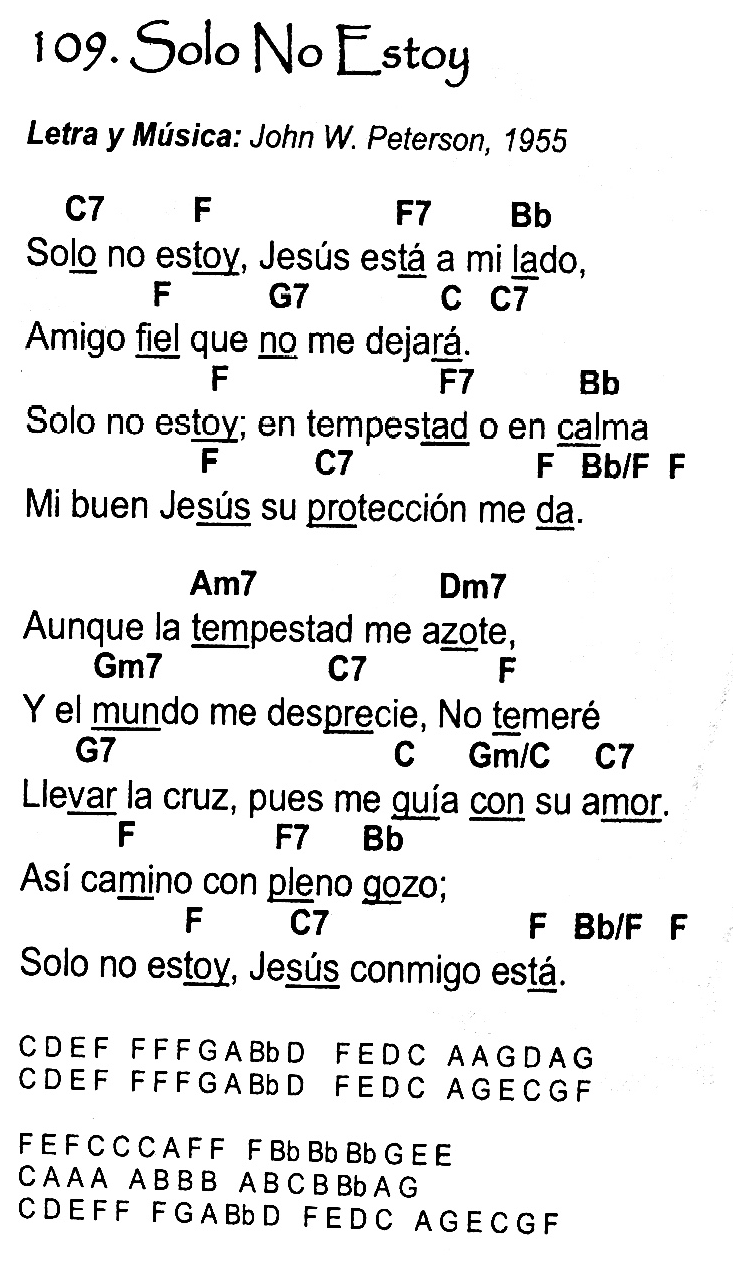 109. Solo No Estoy
Letra y Música: John W. Peterson, 1955
C7 F F7 Bb
Solo no estoy, Jesús está a mi lado,
F G7 C C7
Amigo fiel que no me dejará.
F F7 Bb
Solo no estoy; en tempestad o en calma
F C7 F Bb/F F
Mi buen Jesús su protección me da.
Am7 Dm7
Aunque la tempestad me azote,
Gm7 C7 F
Y el mundo me desprecie, No temeré
G7 C Gm/C C7
Llevar la cruz, pues me guía con su amor.
F F7 Bb
Así camino con pleno gozo;
F C7 F Bb/F F
Solo no estoy, Jesús conmigo está.
C D E F F F F G A Bb D F E D C A A G D A G
C D E F F F F G A Bb D F E D C A G E C G F
F E F C C C A F F F Bb Bb Bb G E E
C A A A A B B B A B C B Bb A G
C D E F F F G A Bb D F E D C A G E C G F